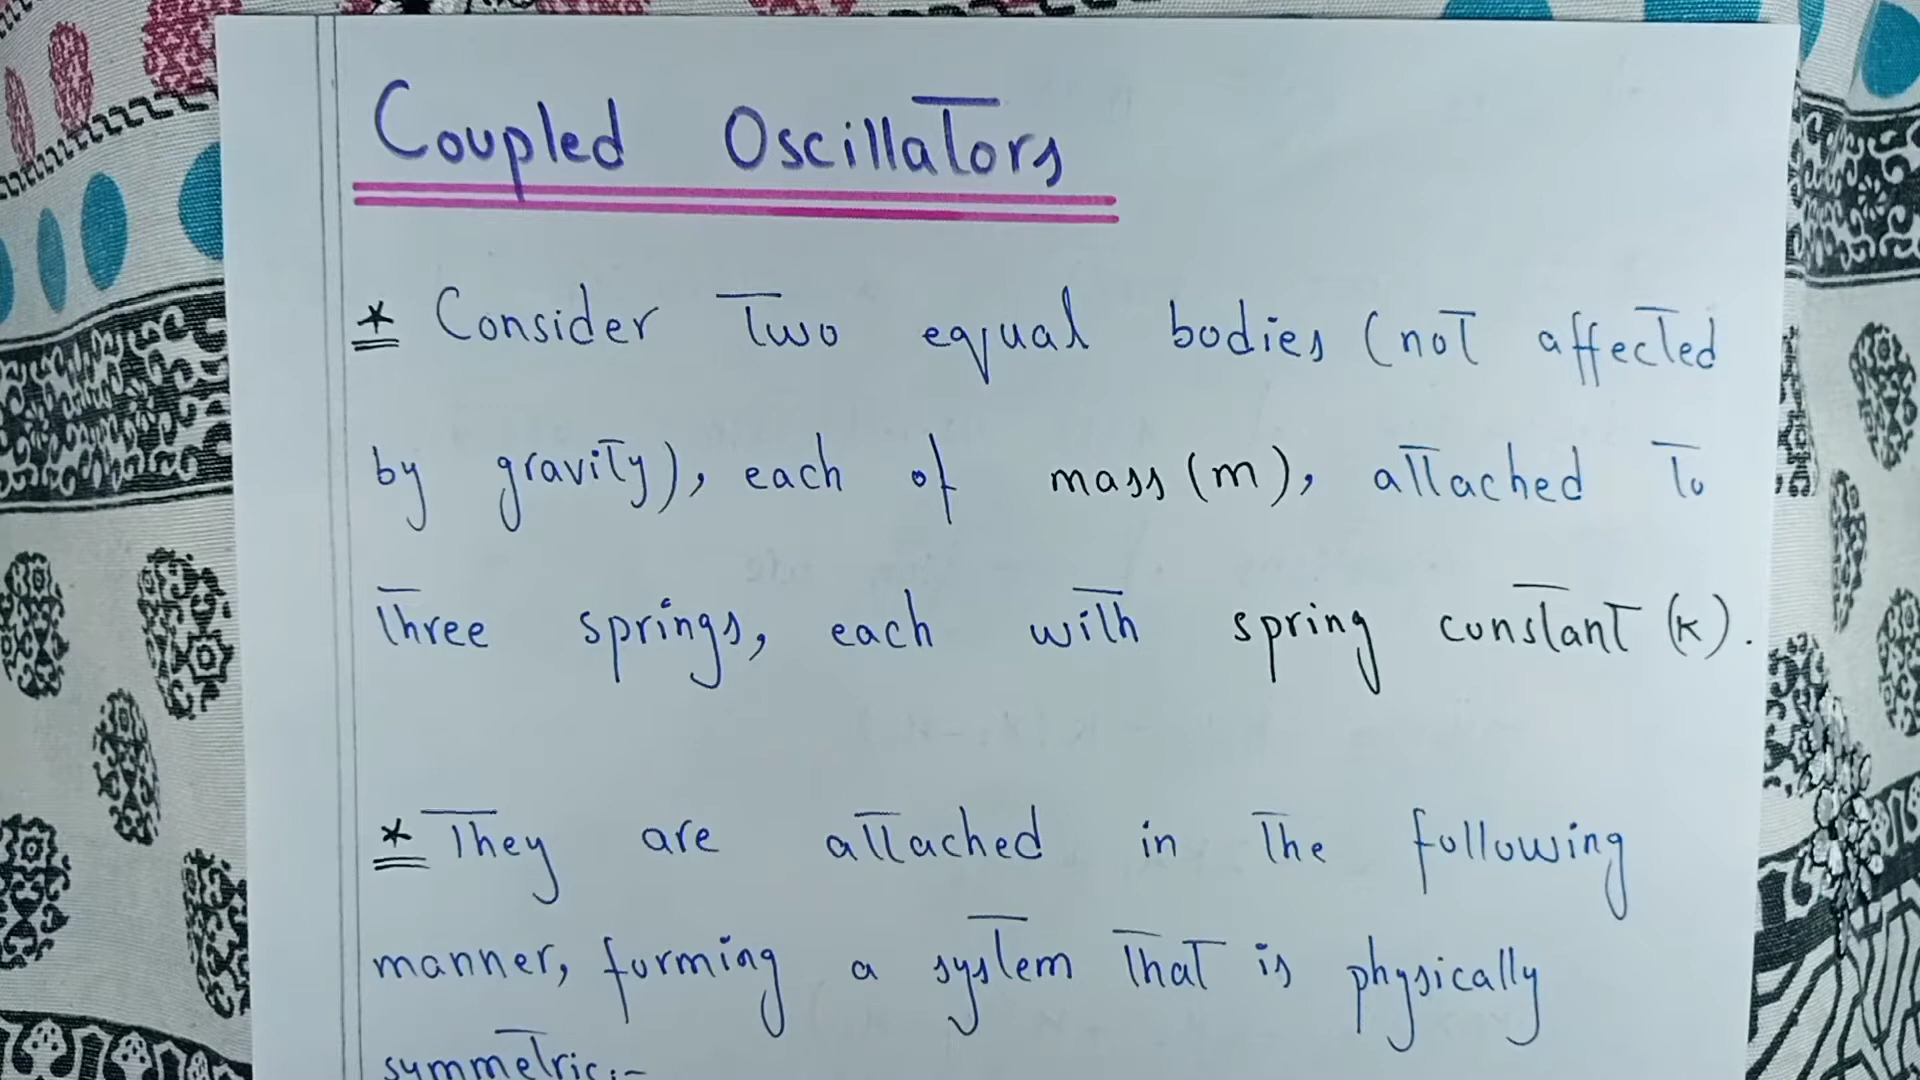 Coupled Oscillators
* Consider Two equal bodies (not affected
by gravity), each of mass (m), attached To
Three springs, each with spring constant (k).
* They are attached in The following
manner, forming a system That is physically
symmetric:-